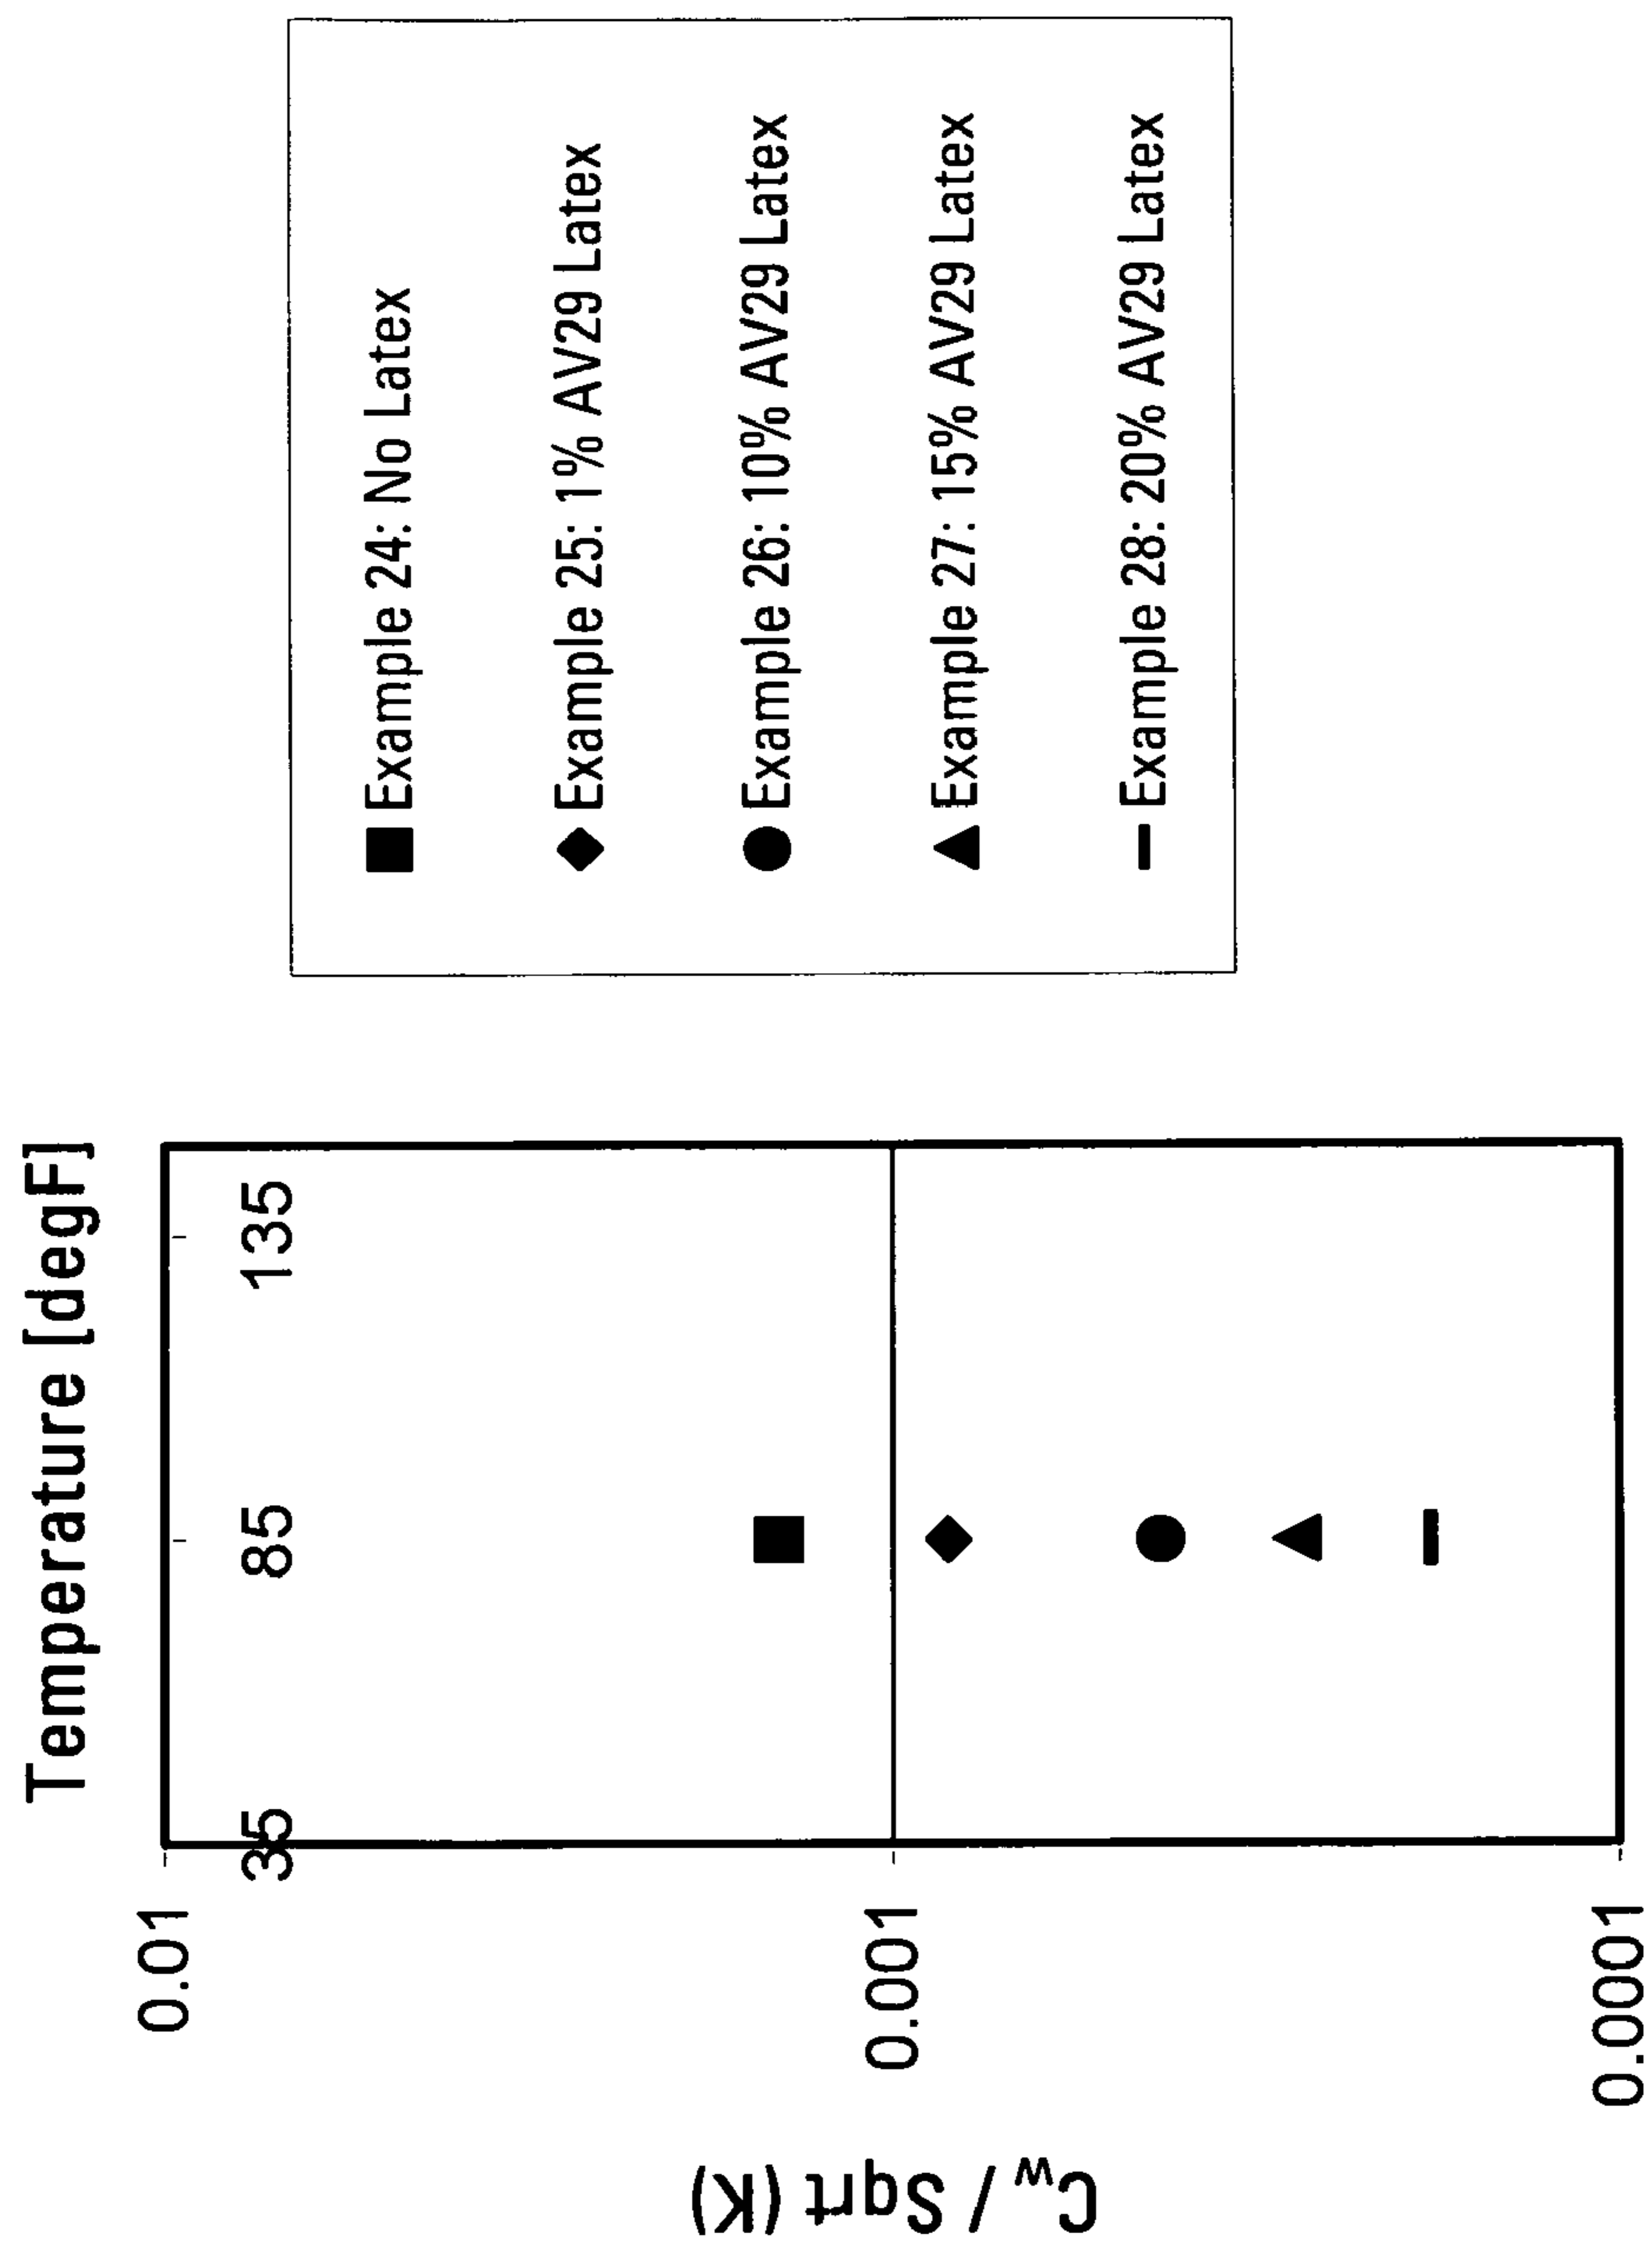 Temperature [degF]
35
85
135
0.01
0.001
0.0001
Cw / Sqrt (K)
Example 24: No Latex
Example 25: 1% AV29 Latex
Example 26: 10% AV29 Latex
Example 27: 15% AV29 Latex
Example 28: 20% AV29 Latex